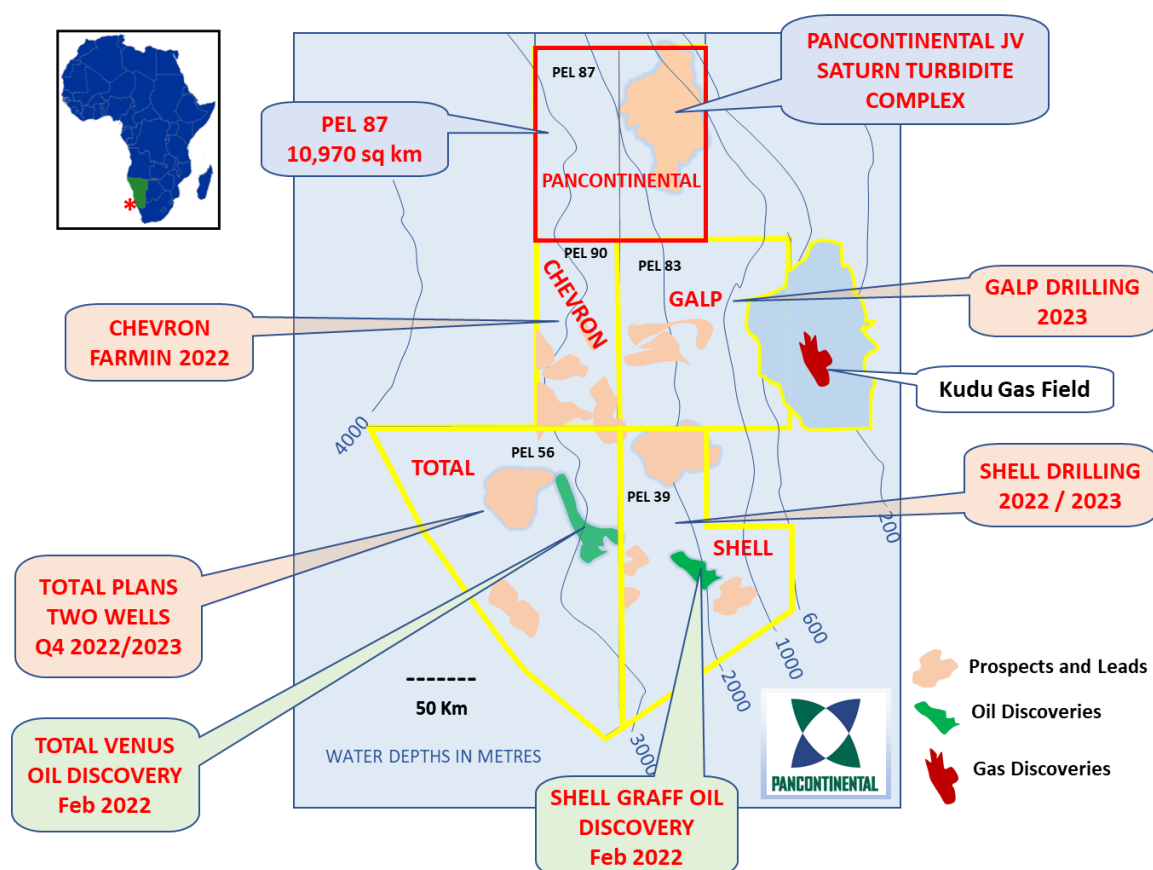 PANCONTINENTAL JV
SATURN TURBIDITE
COMPLEX
PEL 87
PEL 87
10,970 sq km
PANCONTINENTAL
*
PEL 90
PEL 83
CHEVRON
GALP
GALP DRILLING
2023
CHEVRON
FARMIN 2022
Kudu Gas Field
4000
TOTAL
PEL 56
PEL 39
SHELL DRILLING
2022 / 2023
200
SHELL
TOTAL PLANS
TWO WELLS
Q4 2022/2023
600
1000
2000
3000
50 Km
Prospects and Leads
Oil Discoveries
Gas Discoveries
TOTAL VENUS
OIL DISCOVERY
Feb 2022
WATER DEPTHS IN METRES
PANCONTINENTAL
SHELL GRAFF OIL
DISCOVERY
Feb 2022